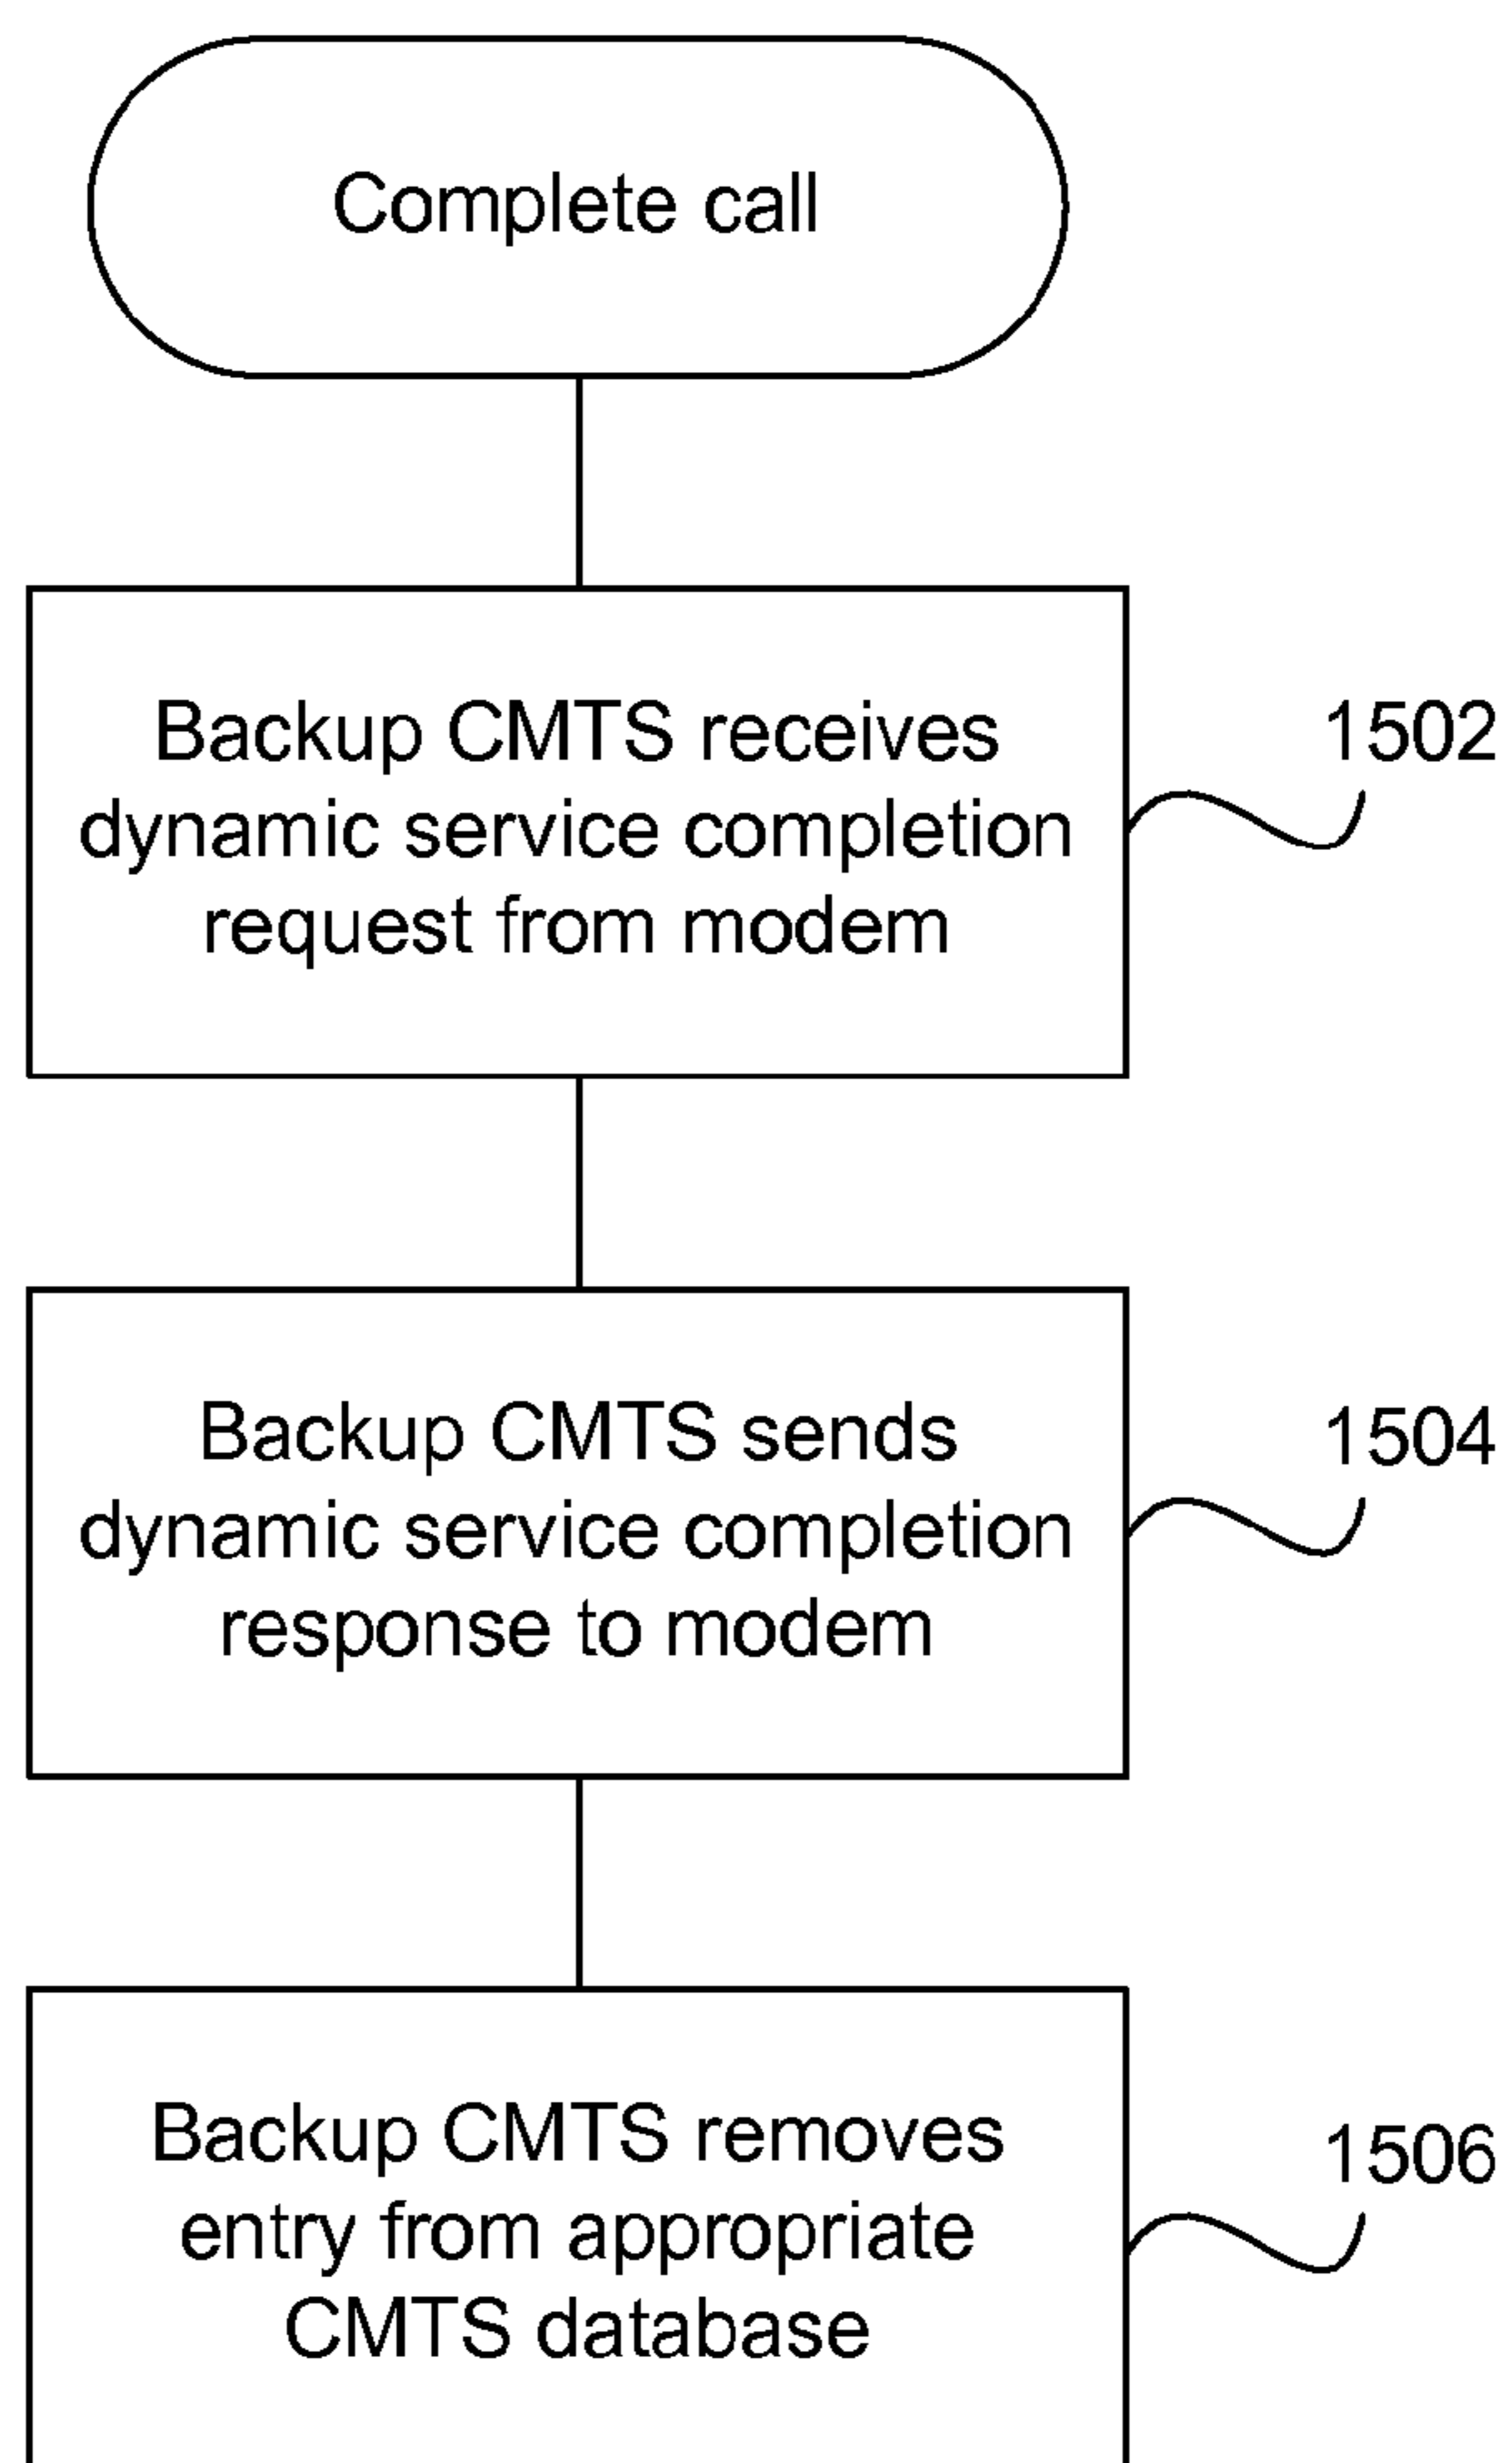 Complete call
Backup CMTS receives
dynamic service completion
request from modem
1502
Backup CMTS sends
dynamic service completion
response to modem
1504
Backup CMTS removes
entry from appropriate
CMTS database
1506